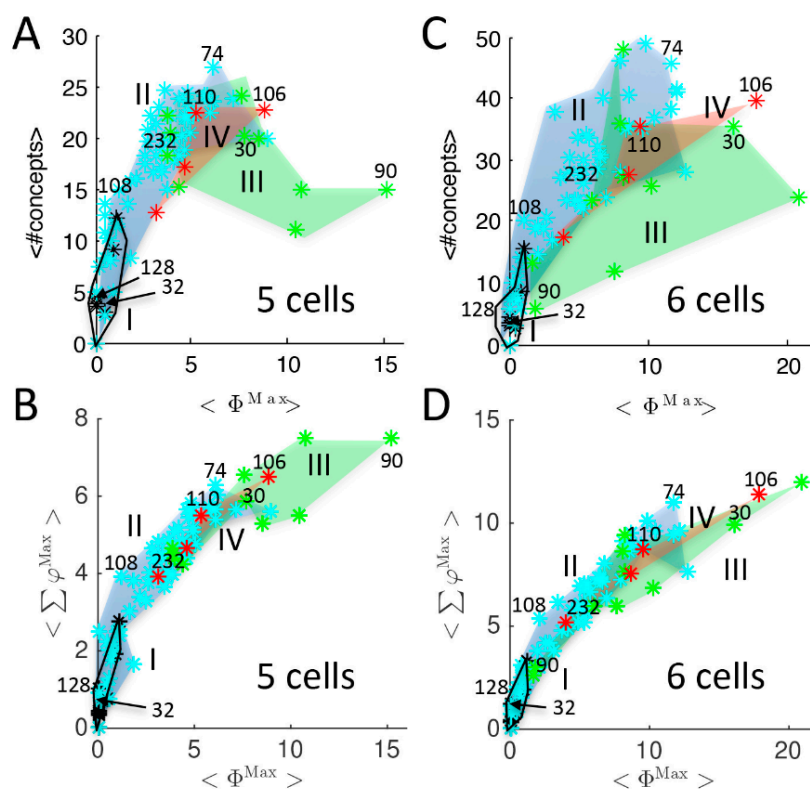 A
30
25
20
15
10
5
0
<#concepts>
74
II
110
106
232
IV
30
108
III
90
128
32
I
5 cells
0
5
10
15
< Φ^Max >
C
50
40
30
20
10
0
<#concepts>
74
II
106
IV
110
30
232
108
III
128
90
32
I
6 cells
0
10
20
< Φ^Max >
B
8
6
4
2
0
< ∑ φ^Max >
74
106
III
90
110
30
II
IV
232
108
I
128
32
5 cells
0
5
10
15
< Φ^Max >
D
15
10
5
0
< ∑ φ^Max >
74
106
IV
30
110
II
III
108
232
90
I
128
32
6 cells
0
10
20
< Φ^Max >